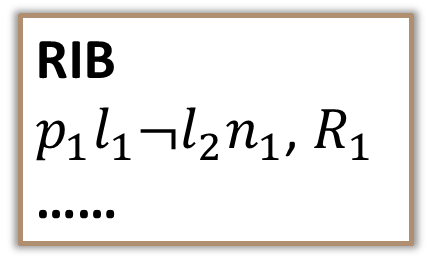 RIB
p₁l₁¬l₂n₁, R₁
……